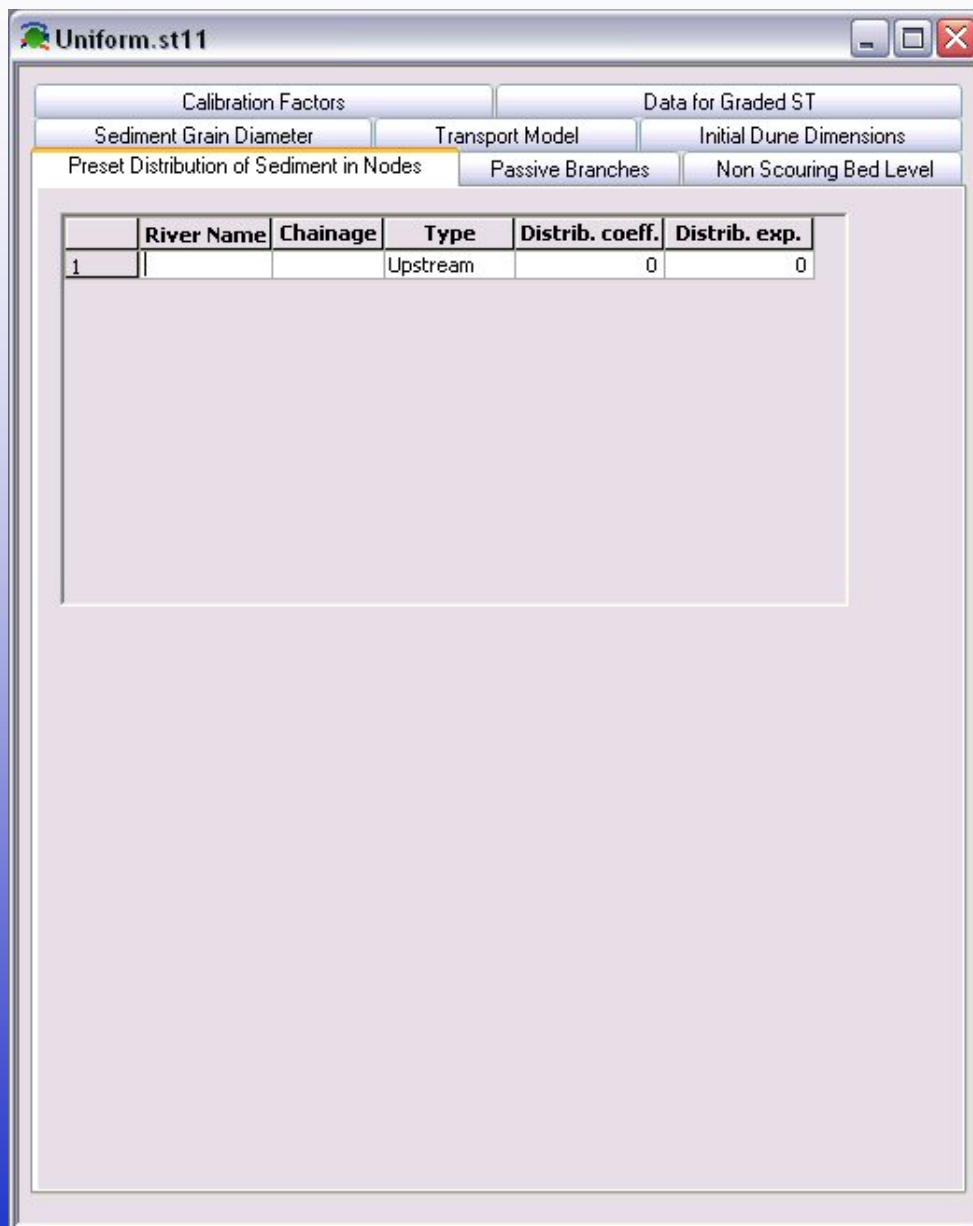 Uniform.st11
Calibration Factors Data for Graded ST
Sediment Grain Diameter Transport Model Initial Dune Dimensions
Preset Distribution of Sediment in Nodes Passive Branches Non Scouring Bed Level
River Name Chainage Type Distrib. coeff. Distrib. exp.
1 Upstream 0 0